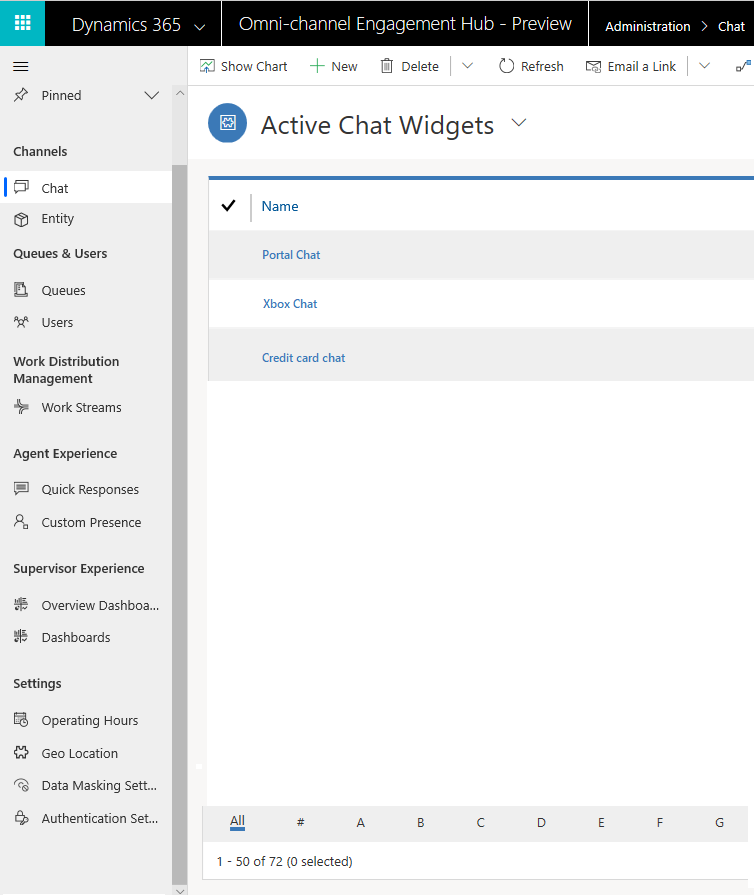 Dynamics 365
Omni-channel Engagement Hub - Preview
Administration > Chat
Show Chart
New
Delete
Refresh
Email a Link
Pinned
Channels
Chat
Entity
Queues & Users
Queues
Users
Work Distribution
Management
Work Streams
Agent Experience
Quick Responses
Custom Presence
Supervisor Experience
Overview Dashboa...
Dashboards
Settings
Operating Hours
Geo Location
Data Masking Sett...
Authentication Set...
Active Chat Widgets
Name
Portal Chat
Xbox Chat
Credit card chat
All # A B C D E F G
1 - 50 of 72 (0 selected)